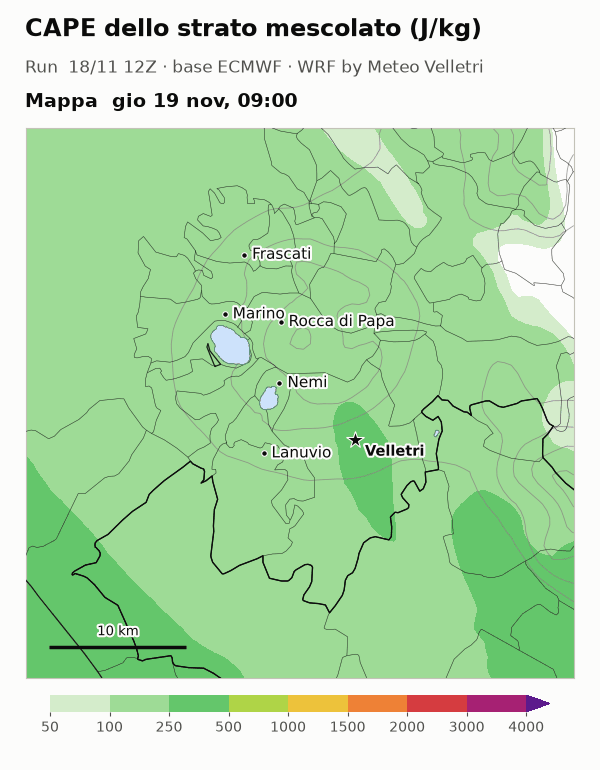 CAPE dello strato mescolato (J/kg)
Run  18/11 12Z · base ECMWF · WRF by Meteo Velletri
Mappa  gio 19 nov, 09:00
Frascati
Marino
Rocca di Papa
Nemi
Velletri
Lanuvio
10 km
50 100 250 500 1000 1500 2000 3000 4000